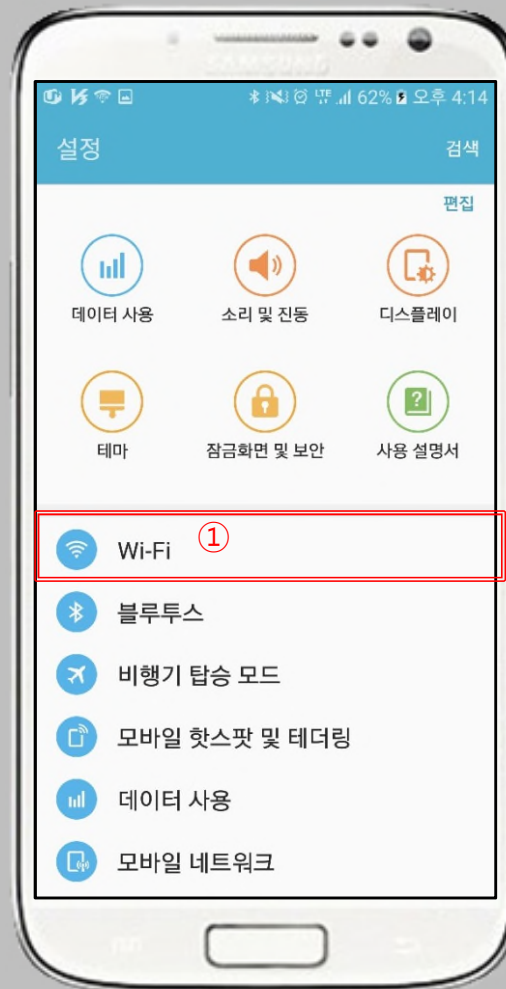 SAMSUNG
LTE 62% 오후 4:14
설정 검색
편집
데이터 사용 소리 및 진동 디스플레이
테마 잠금화면 및 보안 사용 설명서
Wi-Fi ①
블루투스
비행기 탑승 모드
모바일 핫스팟 및 테더링
데이터 사용
모바일 네트워크